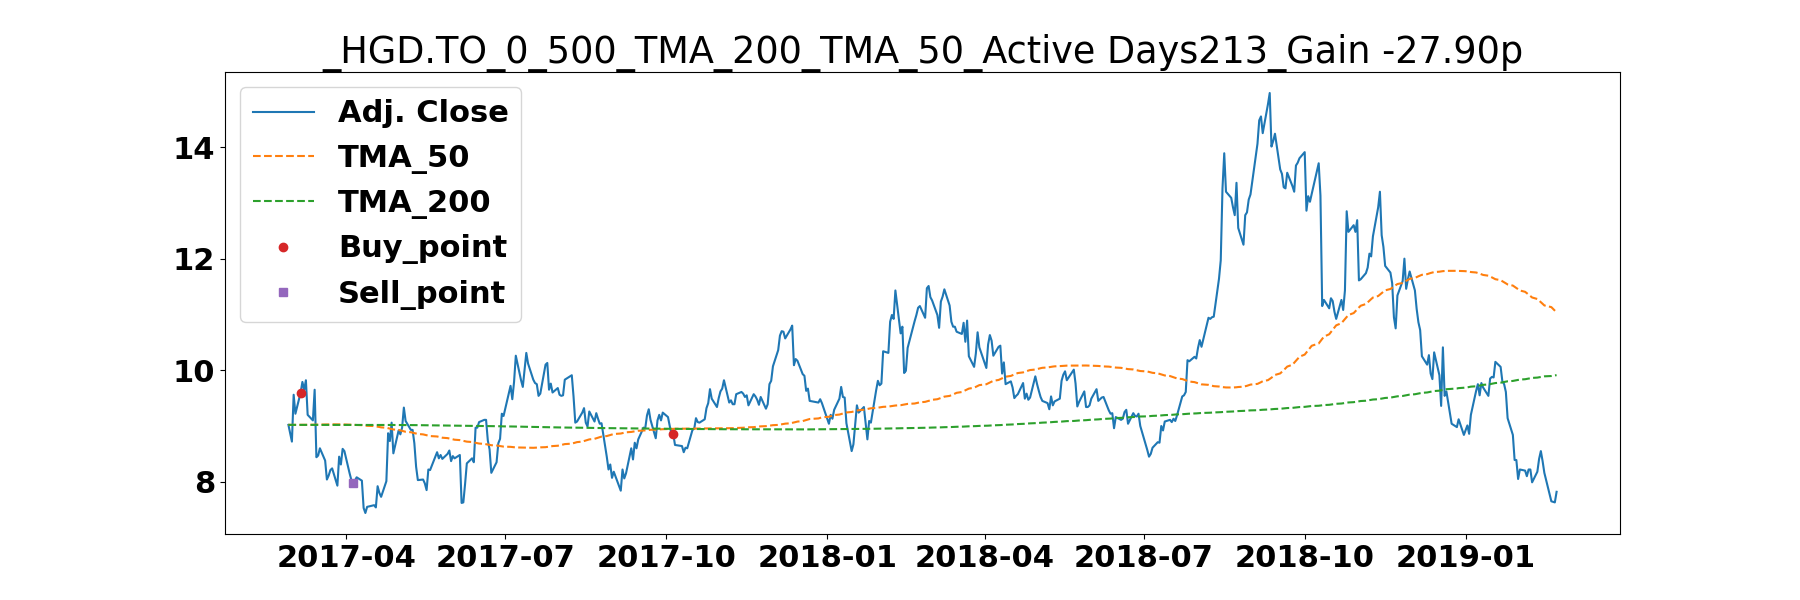 _HGD.TO_0_500_TMA_200_TMA_50_Active Days213_Gain -27.90p
Adj. Close
TMA_50
TMA_200
Buy_point
Sell_point
14
12
10
8
2017-04 2017-07 2017-10 2018-01 2018-04 2018-07 2018-10 2019-01